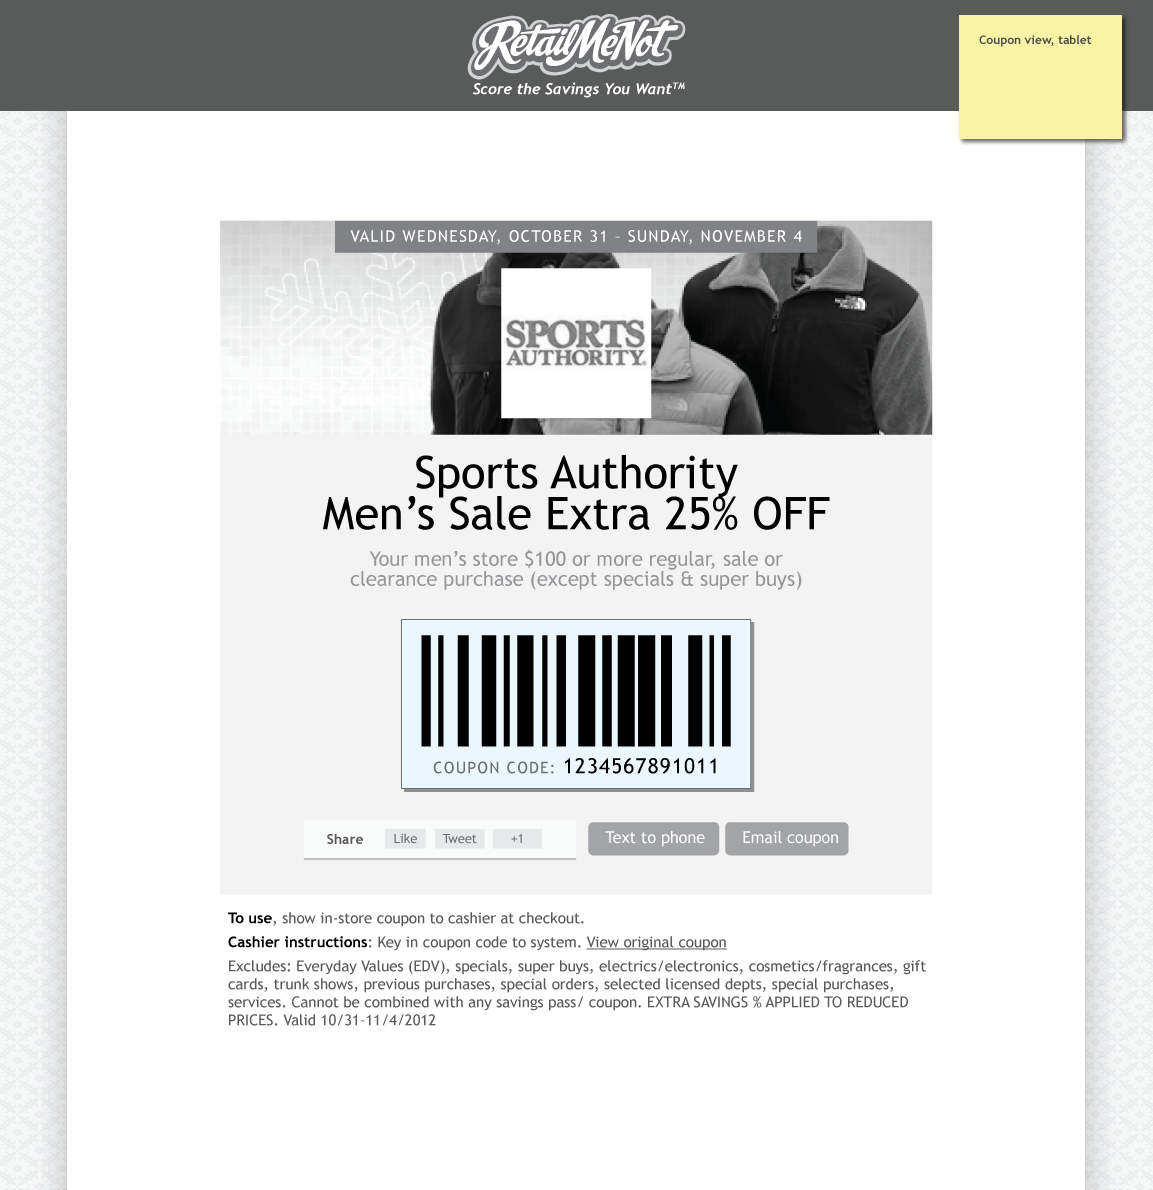 RetailMeNot
Score the Savings You Want™
Coupon view, tablet
VALID WEDNESDAY, OCTOBER 31 – SUNDAY, NOVEMBER 4
SPORTS
AUTHORITY
Sports Authority
Men’s Sale Extra 25% OFF
Your men’s store $100 or more regular, sale or
clearance purchase (except specials & super buys)
COUPON CODE: 1234567891011
Share Like Tweet +1 Text to phone Email coupon
To use, show in-store coupon to cashier at checkout.
Cashier instructions: Key in coupon code to system. View original coupon
Excludes: Everyday Values (EDV), specials, super buys, electrics/electronics, cosmetics/fragrances, gift
cards, trunk shows, previous purchases, special orders, selected licensed depts, special purchases,
services. Cannot be combined with any savings pass/ coupon. EXTRA SAVINGS % APPLIED TO REDUCED
PRICES. Valid 10/31–11/4/2012